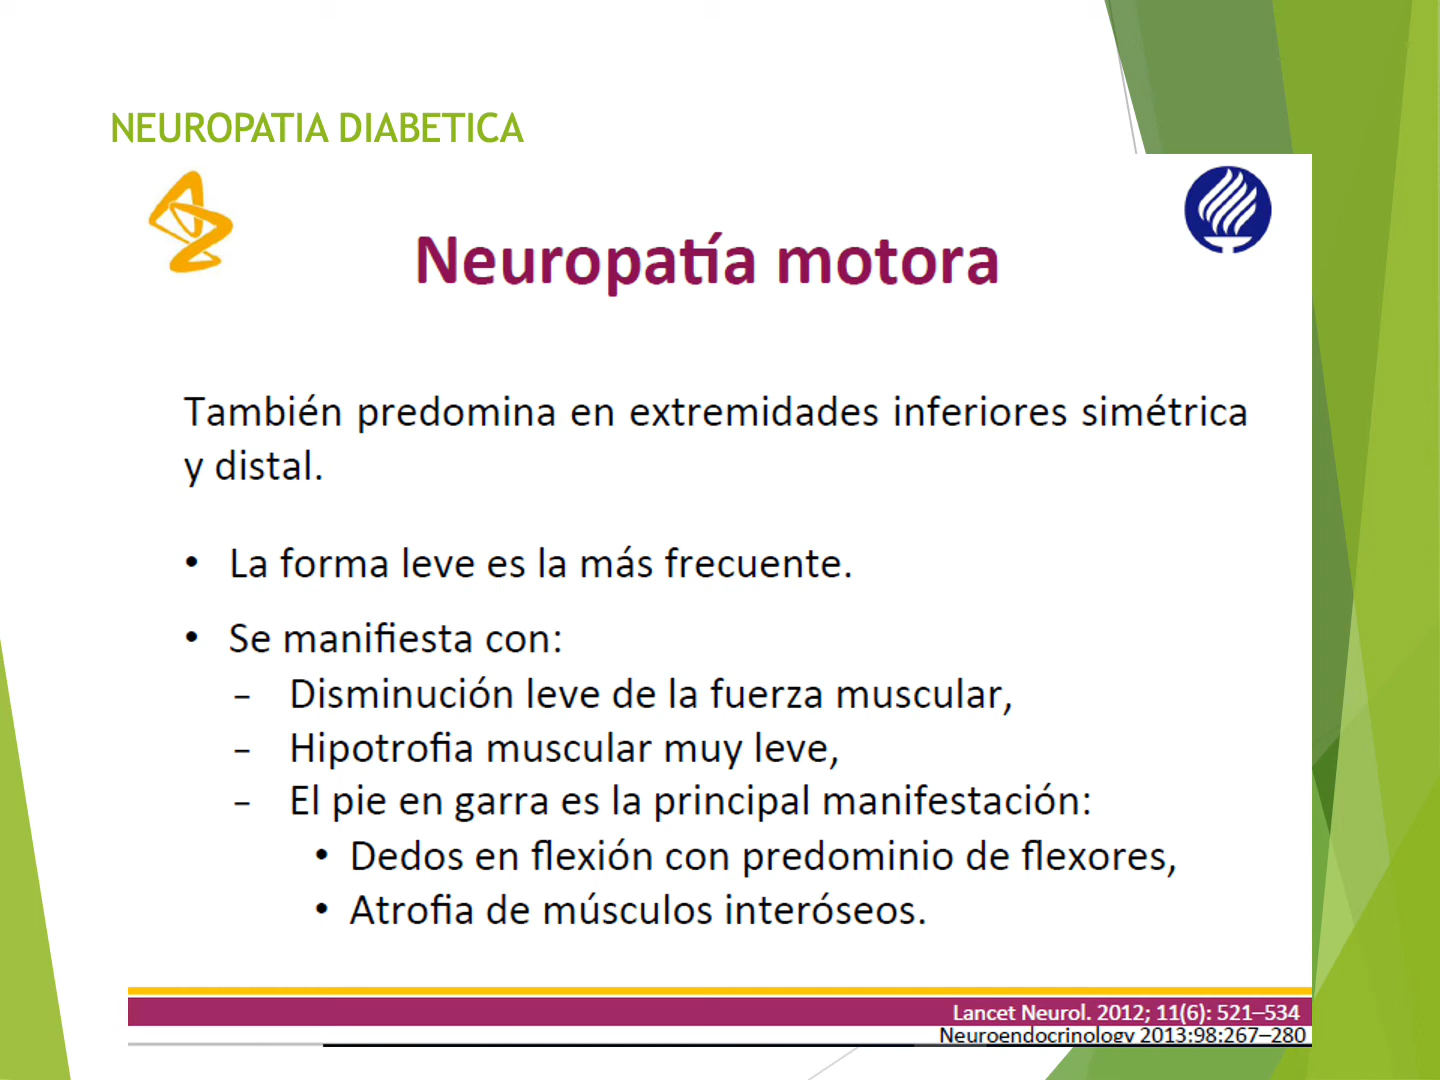 NEUROPATIA DIABETICA
Neuropatía motora
También predomina en extremidades inferiores simétrica
y distal.
• La forma leve es la más frecuente.
• Se manifiesta con:
– Disminución leve de la fuerza muscular,
– Hipotrofia muscular muy leve,
– El pie en garra es la principal manifestación:
• Dedos en flexión con predominio de flexores,
• Atrofia de músculos interóseos.
Lancet Neurol. 2012; 11(6): 521–534
Neuroendocrinology 2013:98:267–280